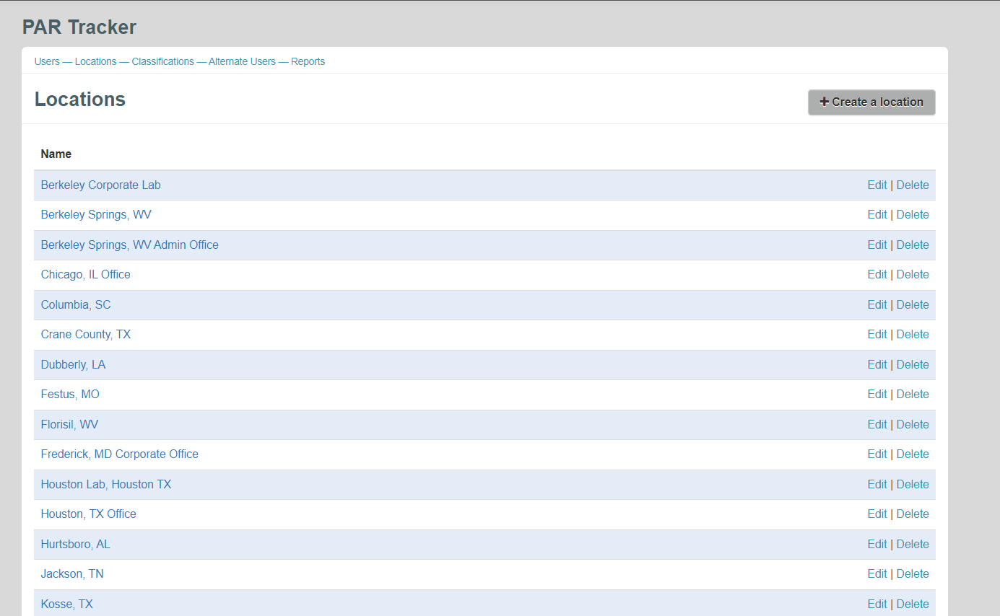 PAR Tracker
Users — Locations — Classifications — Alternate Users — Reports
Locations
+ Create a location
Name
Berkeley Corporate Lab Edit | Delete
Berkeley Springs, WV Edit | Delete
Berkeley Springs, WV Admin Office Edit | Delete
Chicago, IL Office Edit | Delete
Columbia, SC Edit | Delete
Crane County, TX Edit | Delete
Dubberly, LA Edit | Delete
Festus, MO Edit | Delete
Florisil, WV Edit | Delete
Frederick, MD Corporate Office Edit | Delete
Houston Lab, Houston TX Edit | Delete
Houston, TX Office Edit | Delete
Hurtsboro, AL Edit | Delete
Jackson, TN Edit | Delete
Kosse, TX Edit | Delete